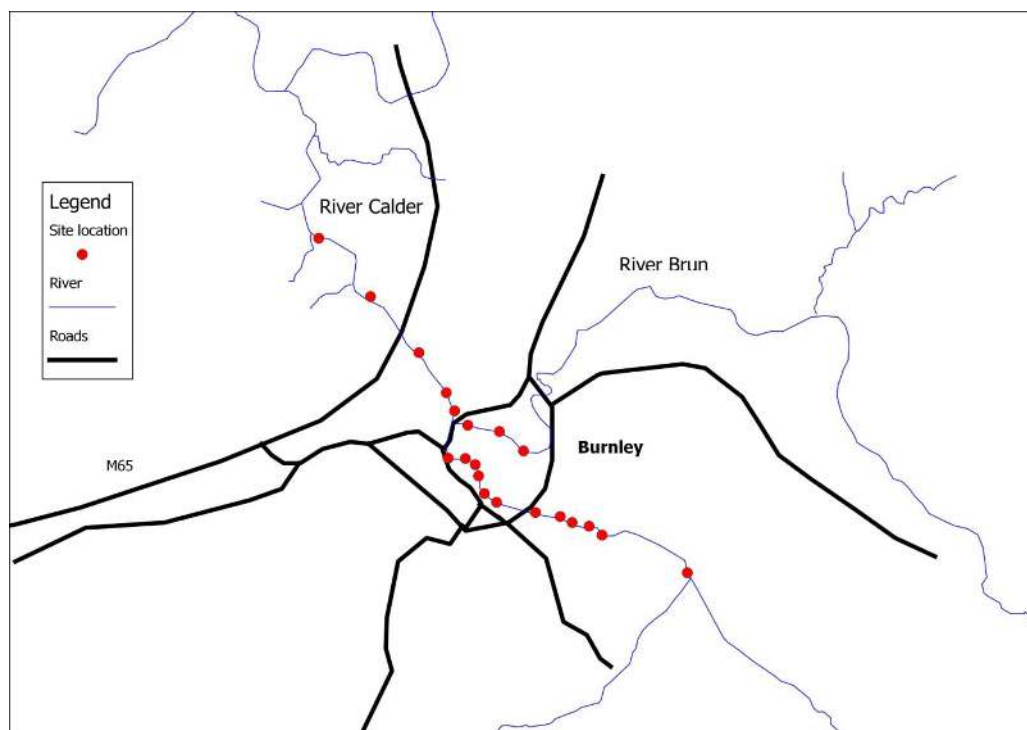 River Calder
River Brun
Legend
Site location
River
Roads
Burnley
M65